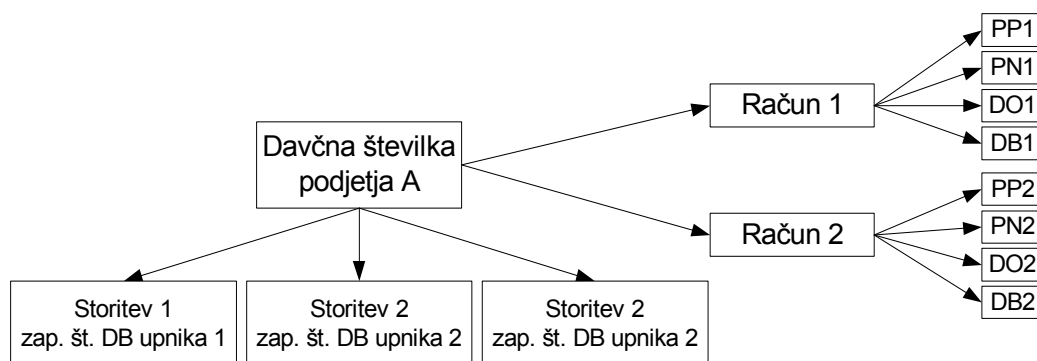 Davčna številka
podjetja A
Račun 1
PP1
PN1
DO1
DB1
Račun 2
PP2
PN2
DO2
DB2
Storitev 1
zap. št. DB upnika 1
Storitev 2
zap. št. DB upnika 2
Storitev 2
zap. št. DB upnika 2